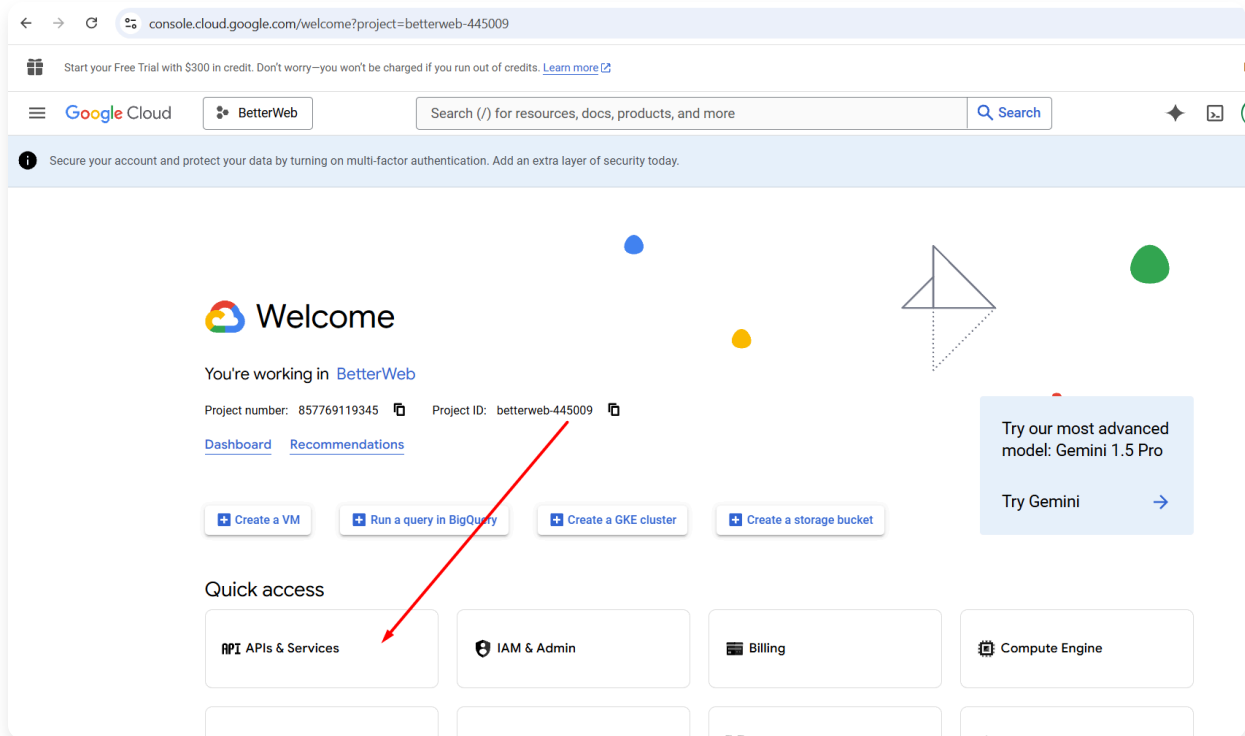 console.cloud.google.com/welcome?project=betterweb-445009
Start your Free Trial with $300 in credit. Don't worry—you won't be charged if you run out of credits. Learn more
Google Cloud
BetterWeb
Search (/) for resources, docs, products, and more
Search
Secure your account and protect your data by turning on multi-factor authentication. Add an extra layer of security today.
Welcome
You're working in BetterWeb
Project number: 857769119345 Project ID: betterweb-445009
Dashboard Recommendations
Try our most advanced
model: Gemini 1.5 Pro
Try Gemini
Create a VM
Run a query in BigQuery
Create a GKE cluster
Create a storage bucket
Quick access
API APIs & Services
IAM & Admin
Billing
Compute Engine